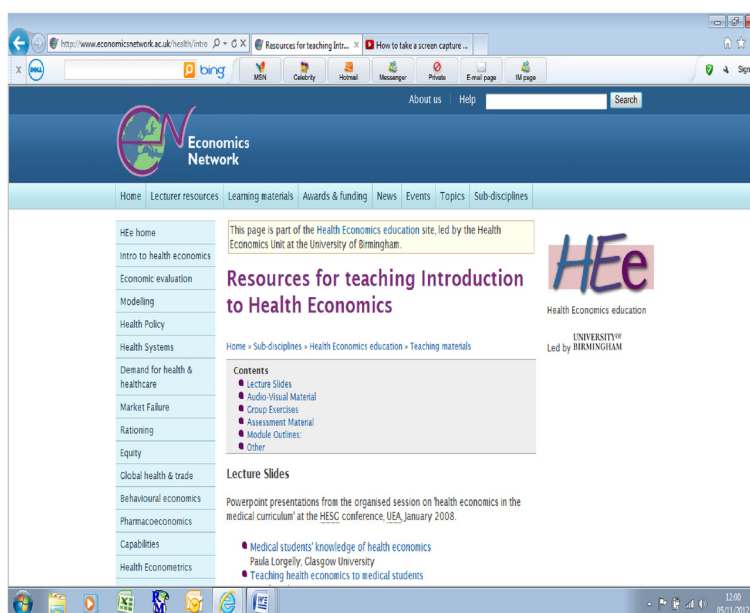 http://www.economicsnetwork.ac.uk/health/intro
Resources for teaching Intr...
How to take a screen capture ...
DELL
bing
MSN
Celebrity
Hotmail
Messenger
Private
E-mail page
IM page
Sign
About us
Help
Search
Economics
Network
Home
Lecturer resources
Learning materials
Awards & funding
News
Events
Topics
Sub-disciplines
HEe home
Intro to health economics
Economic evaluation
Modelling
Health Policy
Health Systems
Demand for health &
healthcare
Market Failure
Rationing
Equity
Global health & trade
Behavioural economics
Pharmacoeconomics
Capabilities
Health Econometrics
This page is part of the Health Economics education site, led by the Health
Economics Unit at the University of Birmingham.
Resources for teaching Introduction
to Health Economics
Home » Sub-disciplines » Health Economics education » Teaching materials
Contents
Lecture Slides
Audio-Visual Material
Group Exercises
Assessment Material
Module Outlines:
Other
Lecture Slides
Powerpoint presentations from the organised session on 'health economics in the
medical curriculum' at the HESG conference, UEA, January 2008.
Medical students' knowledge of health economics
Paula Lorgelly, Glasgow University
Teaching health economics to medical students
HEe
Health Economics education
Led by UNIVERSITY OF
BIRMINGHAM
12:00
05/11/2012